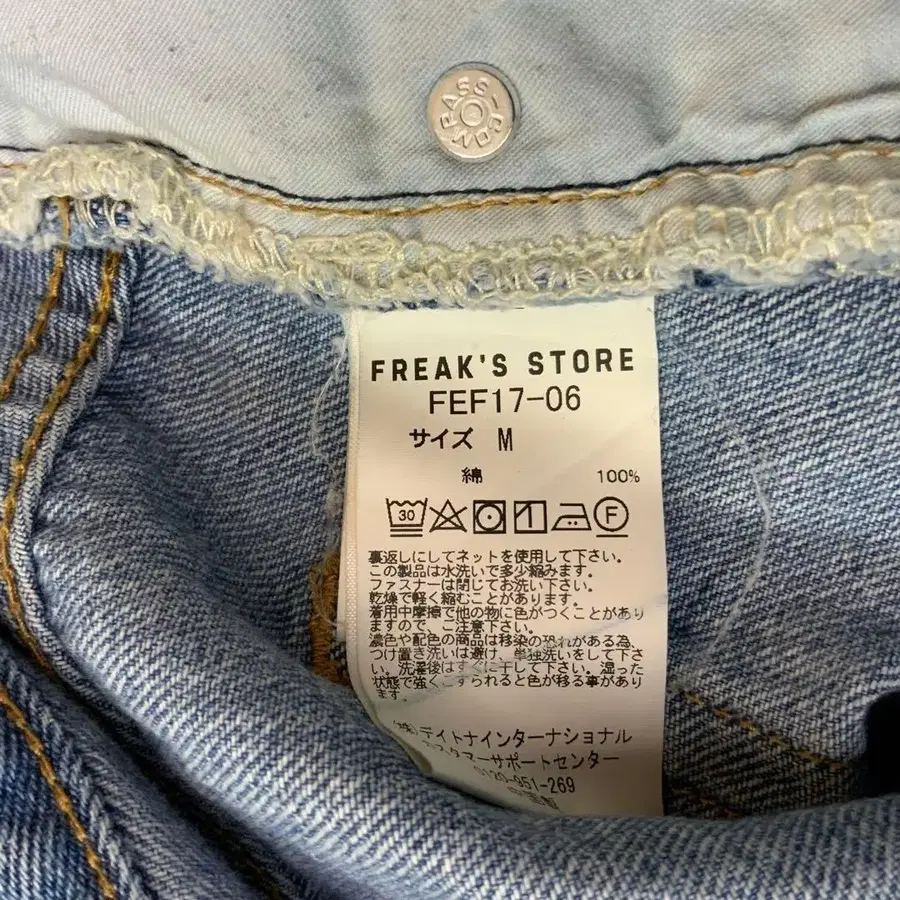 COMPASS-I
FREAK'S STORE
FEF17-06
サイズ M
綿 100%
30 1 F
裏返しにしてネットを使用して下さい。
この製品は水洗いで多少縮みます。
ファスナーは閉じてお洗い下さい。
乾燥で軽く縮むことがあります。
着用中摩擦で他の物に色がつくことがあり
ますので、ご注意下さい。
濃色や配色の商品は移染の恐れがある為、
つけ置き洗いは避け、単独洗いをして下さ
い。洗濯後はすぐに干して下さい。湿った
状態で強くこすられると色が移る事があり
ます。
(株)デイトナインターナショナル
カスタマーサポートセンター
0120-951-269